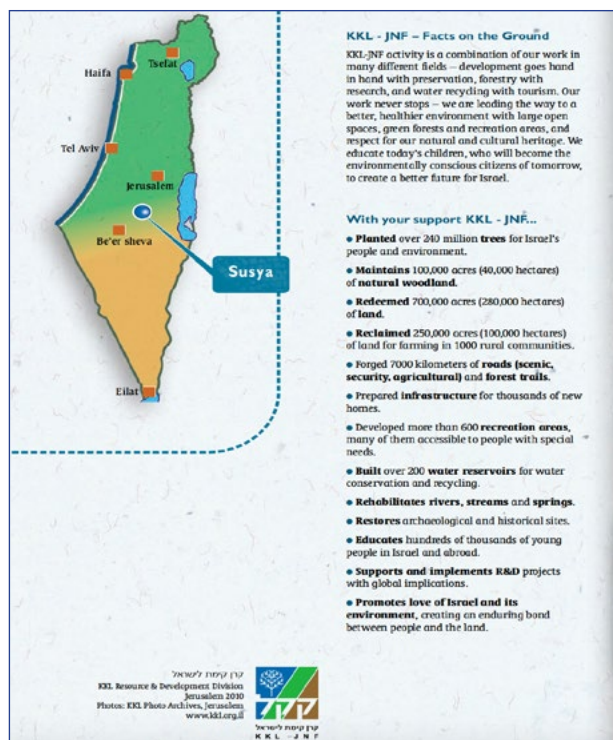 Tsefat
Haifa
Tel Aviv
Jerusalem
Be'er sheva
Susya
Eilat
KKL - JNF – Facts on the Ground
KKL-JNF activity is a combination of our work in
many different fields – development goes hand
in hand with preservation, forestry with
research, and water recycling with tourism. Our
work never stops – we are leading the way to a
better, healthier environment with large open
spaces, green forests and recreation areas, and
respect for our natural and cultural heritage. We
educate today's children, who will become the
environmentally conscious citizens of tomorrow,
to create a better future for Israel.
With your support KKL - JNF...
• Planted over 240 million trees for Israel's
people and environment.
• Maintains 100,000 acres (40,000 hectares)
of natural woodland.
• Redeemed 700,000 acres (280,000 hectares)
of land.
• Reclaimed 250,000 acres (100,000 hectares)
of land for farming in 1000 rural communities.
• Forged 7000 kilometers of roads (scenic,
security, agricultural) and forest trails.
• Prepared infrastructure for thousands of new
homes.
• Developed more than 600 recreation areas,
many of them accessible to people with special
needs.
• Built over 200 water reservoirs for water
conservation and recycling.
• Rehabilitates rivers, streams and springs.
• Restores archaeological and historical sites.
• Educates hundreds of thousands of young
people in Israel and abroad.
• Supports and implements R&D projects
with global implications.
• Promotes love of Israel and its
environment, creating an enduring bond
between people and the land.
קרן קימת לישראל
KKL Resource & Development Division
Jerusalem 2010
Photos: KKL Photo Archives, Jerusalem
www.kkl.org.il
קקל
קרן קימת לישראל
KKL - JNF